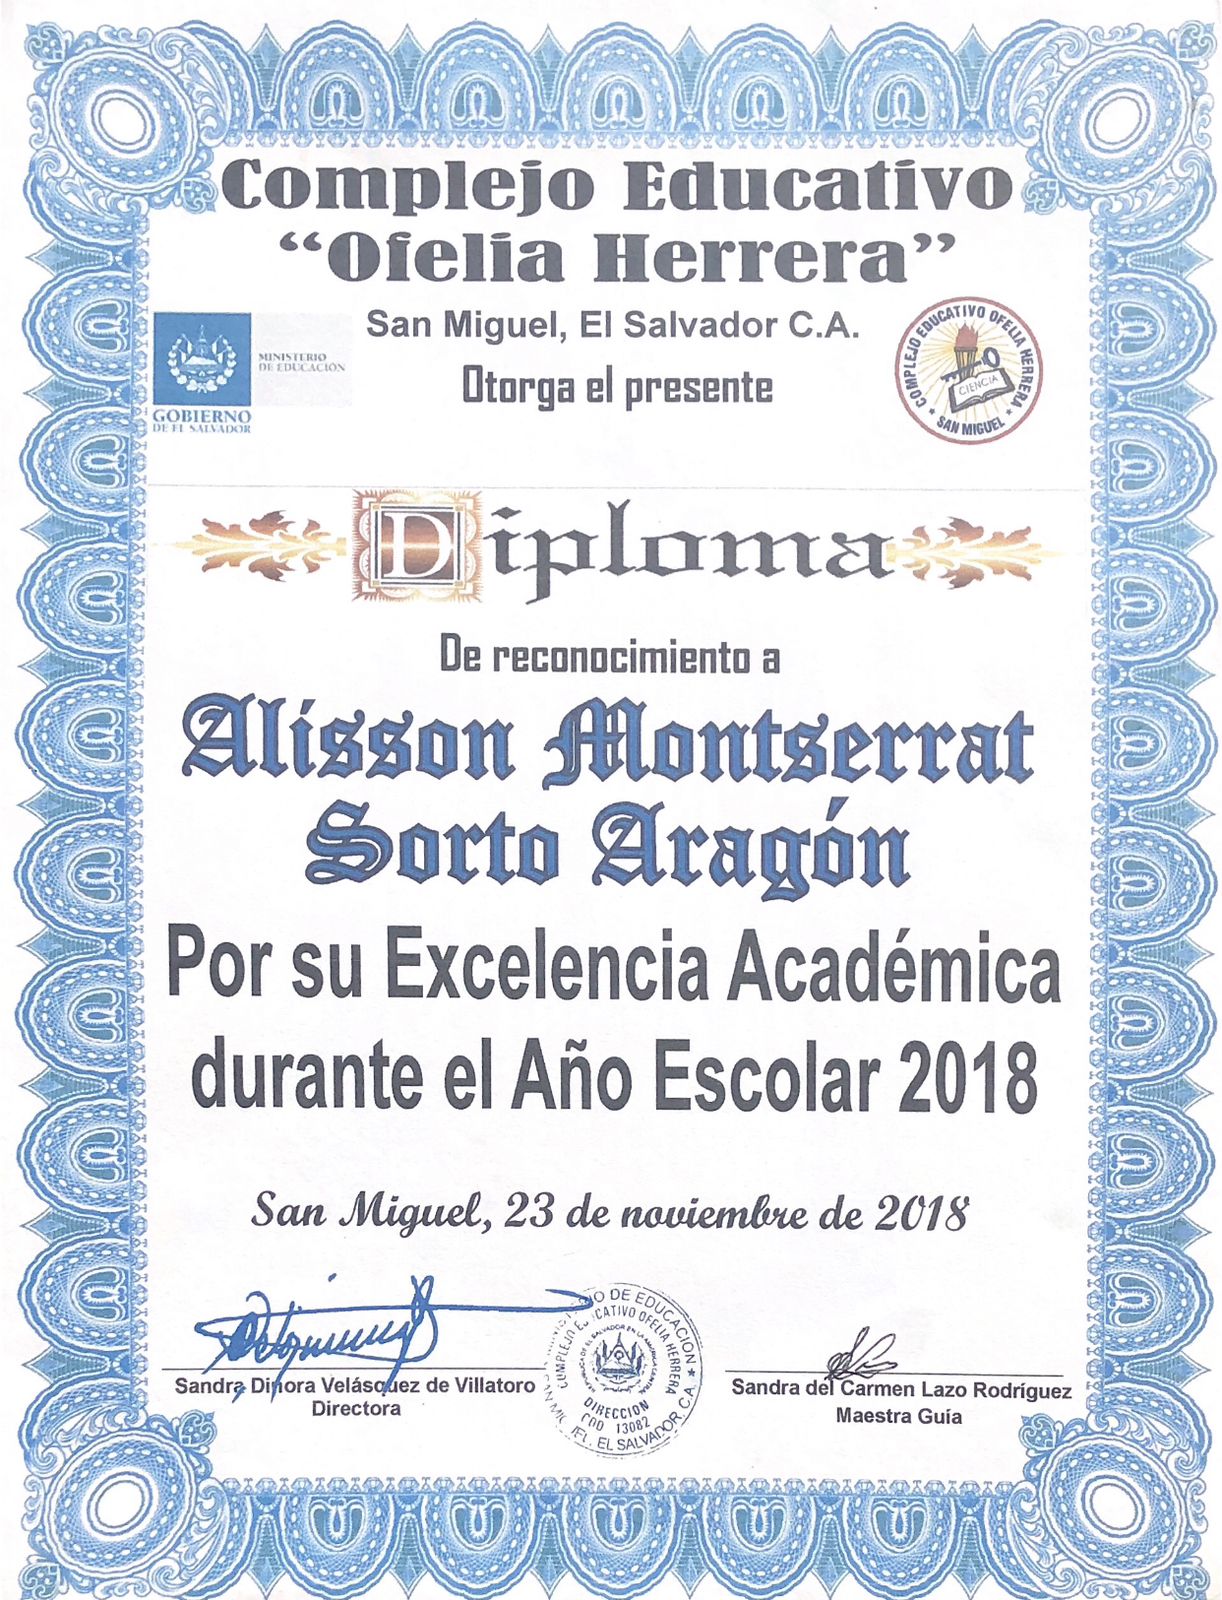 Complejo Educativo
“Ofelia Herrera”
San Miguel, El Salvador C.A.
Otorga el presente
MINISTERIO
DE EDUCACIÓN
GOBIERNO
DE EL SALVADOR
COMPLEJO EDUCATIVO OFELIA HERRERA
CIENCIA
* SAN MIGUEL *
Diploma
De reconocimiento a
Alisson Montserrat
Sorto Aragón
Por su Excelencia Académica
durante el Año Escolar 2018
San Miguel, 23 de noviembre de 2018
Sandra Dinora Velásquez de Villatoro
Directora
DE EDUCACION *
EL SALVADOR C.A.
COMPLEJO EDUCATIVO OFELIA HERRERA
DIRECCION
COD 13082
Sandra del Carmen Lazo Rodríguez
Maestra Guía